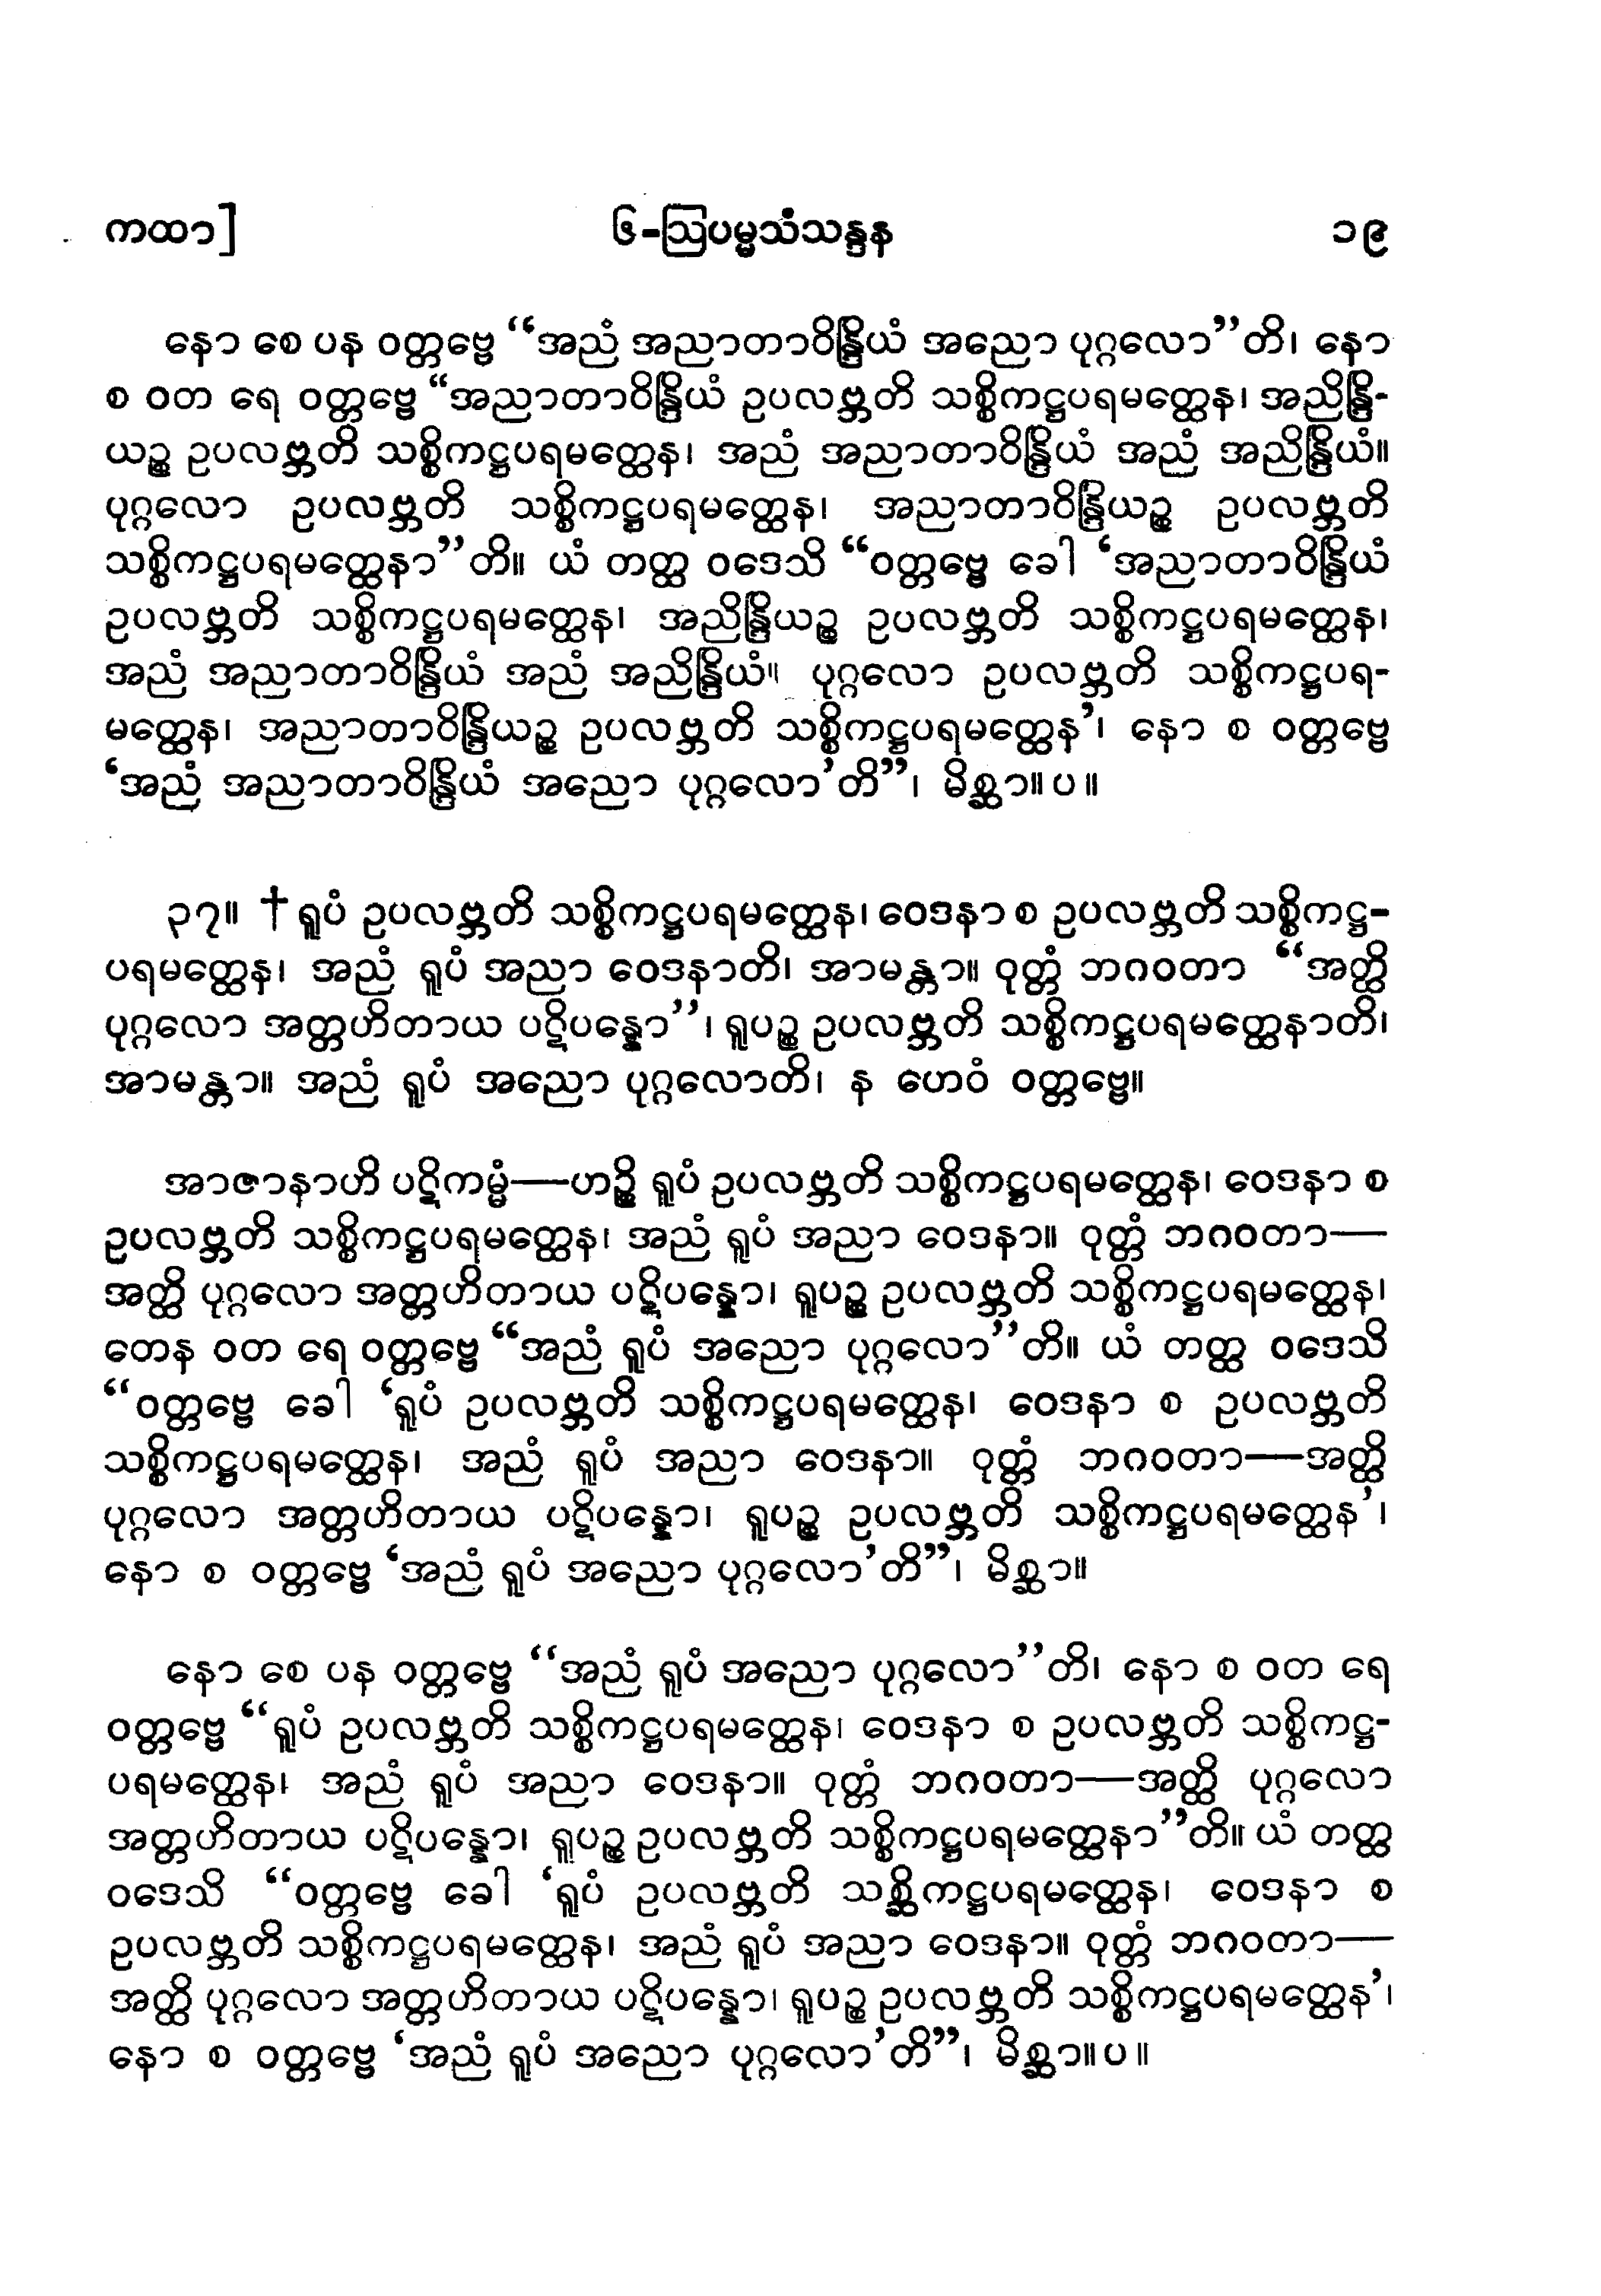 ကထာ] ၆-ဩပမ္မသံသန္ဒန ၁၉
နော စေ ပန ဝတ္တဗ္ဗေ “အညံ အညာတာဝိန္ဒြိယံ အညော ပုဂ္ဂလော”တိ၊ နော
စ ဝတ ရေ ဝတ္တဗ္ဗေ “အညာတာဝိန္ဒြိယံ ဥပလဗ္ဘတိ သစ္စိကဋ္ဌပရမတ္ထေန၊ အညိန္ဒြိ-
ယဉ္စ ဥပလဗ္ဘတိ သစ္စိကဋ္ဌပရမတ္ထေန၊ အညံ အညာတာဝိန္ဒြိယံ အညံ အညိန္ဒြိယံ။
ပုဂ္ဂလော ဥပလဗ္ဘတိ သစ္စိကဋ္ဌပရမတ္ထေန၊ အညာတာဝိန္ဒြိယဉ္စ ဥပလဗ္ဘတိ
သစ္စိကဋ္ဌပရမတ္ထေနာ”တိ။ ယံ တတ္ထ ဝဒေသိ “ဝတ္တဗ္ဗေ ခေါ ‘အညာတာဝိန္ဒြိယံ
ဥပလဗ္ဘတိ သစ္စိကဋ္ဌပရမတ္ထေန၊ အညိန္ဒြိယဉ္စ ဥပလဗ္ဘတိ သစ္စိကဋ္ဌပရမတ္ထေန၊
အညံ အညာတာဝိန္ဒြိယံ အညံ အညိန္ဒြိယံ။ ပုဂ္ဂလော ဥပလဗ္ဘတိ သစ္စိကဋ္ဌပရ-
မတ္ထေန၊ အညာတာဝိန္ဒြိယဉ္စ ဥပလဗ္ဘတိ သစ္စိကဋ္ဌပရမတ္ထေန’၊ နော စ ဝတ္တဗ္ဗေ
‘အညံ အညာတာဝိန္ဒြိယံ အညော ပုဂ္ဂလော’တိ”၊ မိစ္ဆာ။ပ။
၃၇။ †ရူပံ ဥပလဗ္ဘတိ သစ္စိကဋ္ဌပရမတ္ထေန၊ ဝေဒနာ စ ဥပလဗ္ဘတိ သစ္စိကဋ္ဌ-
ပရမတ္ထေန၊ အညံ ရူပံ အညာ ဝေဒနာတိ၊ အာမန္တာ။ ဝုတ္တံ ဘဂဝတာ “အတ္ထိ
ပုဂ္ဂလော အတ္တဟိတာယ ပဋိပန္နော”၊ ရူပဉ္စ ဥပလဗ္ဘတိ သစ္စိကဋ္ဌပရမတ္ထေနာတိ၊
အာမန္တာ။ အညံ ရူပံ အညော ပုဂ္ဂလောတိ၊ န ဟေဝံ ဝတ္တဗ္ဗေ။
အာဇာနာဟိ ပဋိကမ္မံ—ဟဉ္စိ ရူပံ ဥပလဗ္ဘတိ သစ္စိကဋ္ဌပရမတ္ထေန၊ ဝေဒနာ စ
ဥပလဗ္ဘတိ သစ္စိကဋ္ဌပရမတ္ထေန၊ အညံ ရူပံ အညာ ဝေဒနာ။ ဝုတ္တံ ဘဂဝတာ—
အတ္ထိ ပုဂ္ဂလော အတ္တဟိတာယ ပဋိပန္နော၊ ရူပဉ္စ ဥပလဗ္ဘတိ သစ္စိကဋ္ဌပရမတ္ထေန၊
တေန ဝတ ရေ ဝတ္တဗ္ဗေ “အညံ ရူပံ အညော ပုဂ္ဂလော”တိ။ ယံ တတ္ထ ဝဒေသိ
“ဝတ္တဗ္ဗေ ခေါ ‘ရူပံ ဥပလဗ္ဘတိ သစ္စိကဋ္ဌပရမတ္ထေန၊ ဝေဒနာ စ ဥပလဗ္ဘတိ
သစ္စိကဋ္ဌပရမတ္ထေန၊ အညံ ရူပံ အညာ ဝေဒနာ။ ဝုတ္တံ ဘဂဝတာ—အတ္ထိ
ပုဂ္ဂလော အတ္တဟိတာယ ပဋိပန္နော၊ ရူပဉ္စ ဥပလဗ္ဘတိ သစ္စိကဋ္ဌပရမတ္ထေန’၊
နော စ ဝတ္တဗ္ဗေ ‘အညံ ရူပံ အညော ပုဂ္ဂလော’တိ”၊ မိစ္ဆာ။
နော စေ ပန ဝတ္တဗ္ဗေ “အညံ ရူပံ အညော ပုဂ္ဂလော”တိ၊ နော စ ဝတ ရေ
ဝတ္တဗ္ဗေ “ရူပံ ဥပလဗ္ဘတိ သစ္စိကဋ္ဌပရမတ္ထေန၊ ဝေဒနာ စ ဥပလဗ္ဘတိ သစ္စိကဋ္ဌ-
ပရမတ္ထေန၊ အညံ ရူပံ အညာ ဝေဒနာ။ ဝုတ္တံ ဘဂဝတာ—အတ္ထိ ပုဂ္ဂလော
အတ္တဟိတာယ ပဋိပန္နော၊ ရူပဉ္စ ဥပလဗ္ဘတိ သစ္စိကဋ္ဌပရမတ္ထေနာ”တိ။ ယံ တတ္ထ
ဝဒေသိ “ဝတ္တဗ္ဗေ ခေါ ‘ရူပံ ဥပလဗ္ဘတိ သစ္ဆိကဋ္ဌပရမတ္ထေန၊ ဝေဒနာ စ
ဥပလဗ္ဘတိ သစ္စိကဋ္ဌပရမတ္ထေန၊ အညံ ရူပံ အညာ ဝေဒနာ။ ဝုတ္တံ ဘဂဝတာ—
အတ္ထိ ပုဂ္ဂလော အတ္တဟိတာယ ပဋိပန္နော၊ ရူပဉ္စ ဥပလဗ္ဘတိ သစ္စိကဋ္ဌပရမတ္ထေန’၊
နော စ ဝတ္တဗ္ဗေ ‘အညံ ရူပံ အညော ပုဂ္ဂလော’တိ”၊ မိစ္ဆာ။ပ။